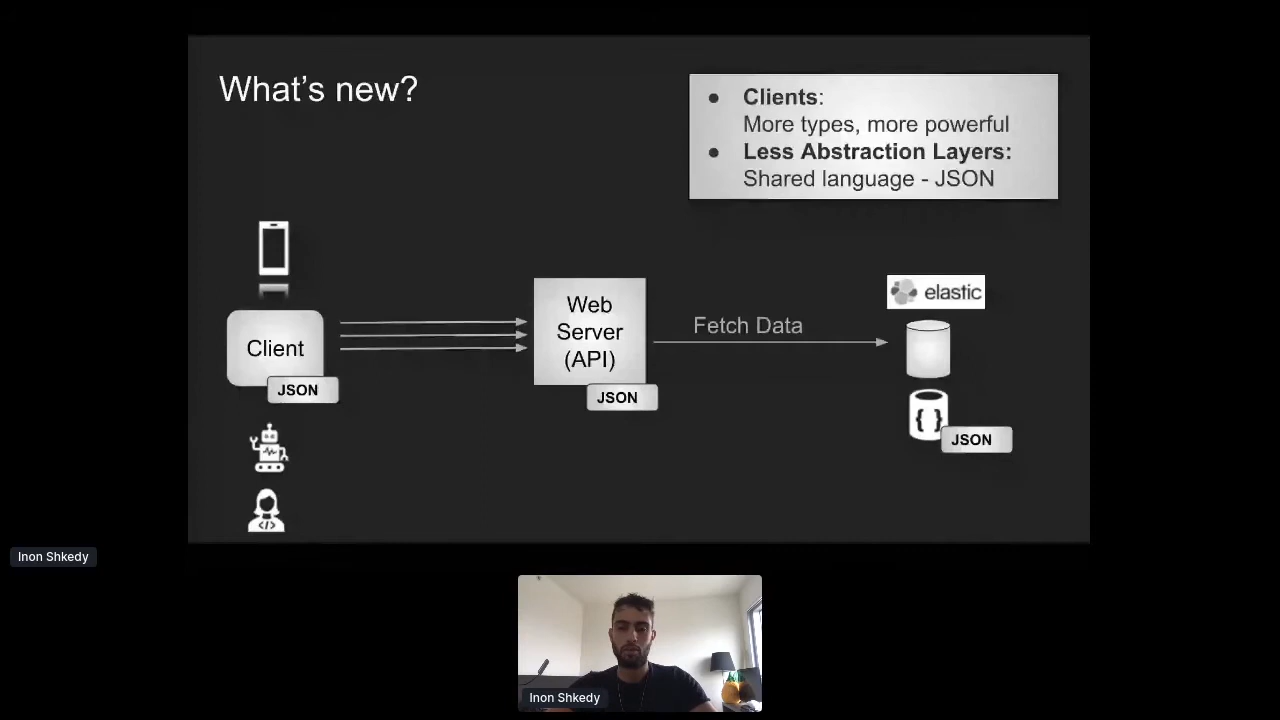 What's new?
● Clients:
More types, more powerful
● Less Abstraction Layers:
Shared language - JSON
elastic
Client
JSON
Web
Server
(API)
JSON
Fetch Data
{ }
JSON
</>
Inon Shkedy
Inon Shkedy